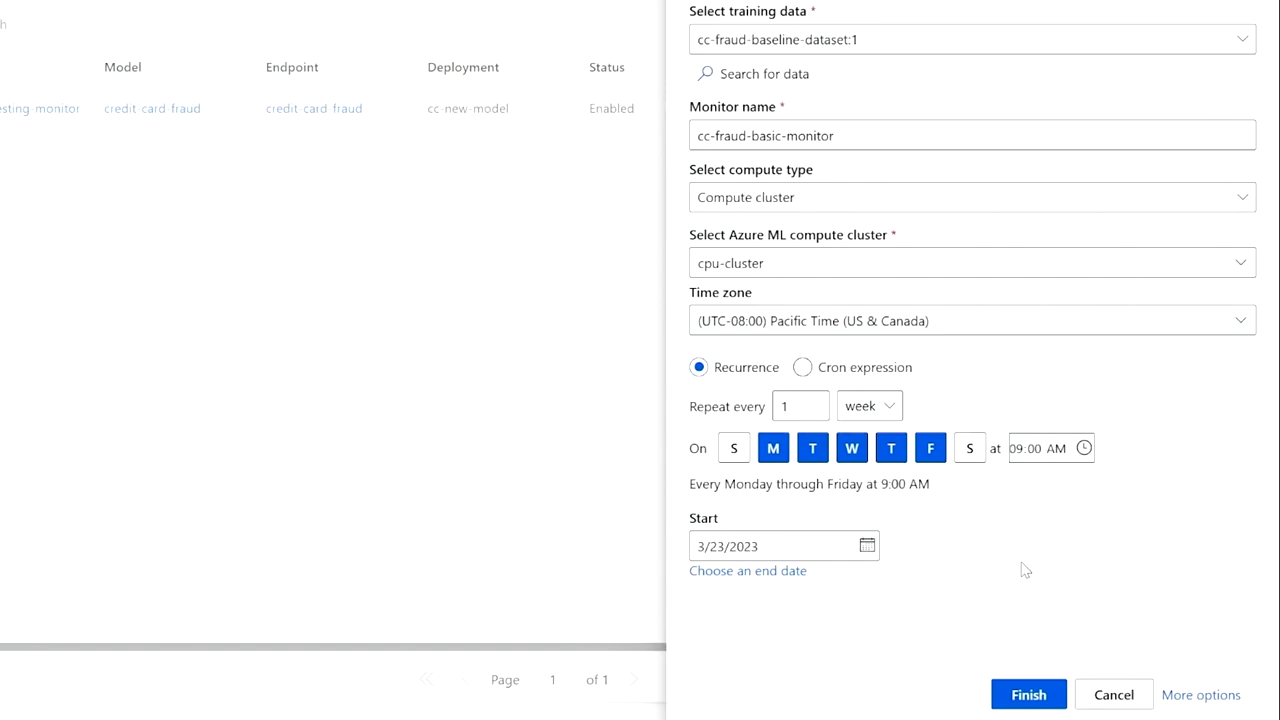 Model Endpoint Deployment Status
esting-monitor credit-card-fraud credit-card-fraud cc-new-model Enabled
Page 1 of 1
Select training data *
cc-fraud-baseline-dataset:1
Search for data
Monitor name *
cc-fraud-basic-monitor
Select compute type
Compute cluster
Select Azure ML compute cluster *
cpu-cluster
Time zone
(UTC-08:00) Pacific Time (US & Canada)
Recurrence Cron expression
Repeat every 1 week
On S M T W T F S at 09:00 AM
Every Monday through Friday at 9:00 AM
Start
3/23/2023
Choose an end date
Finish Cancel More options